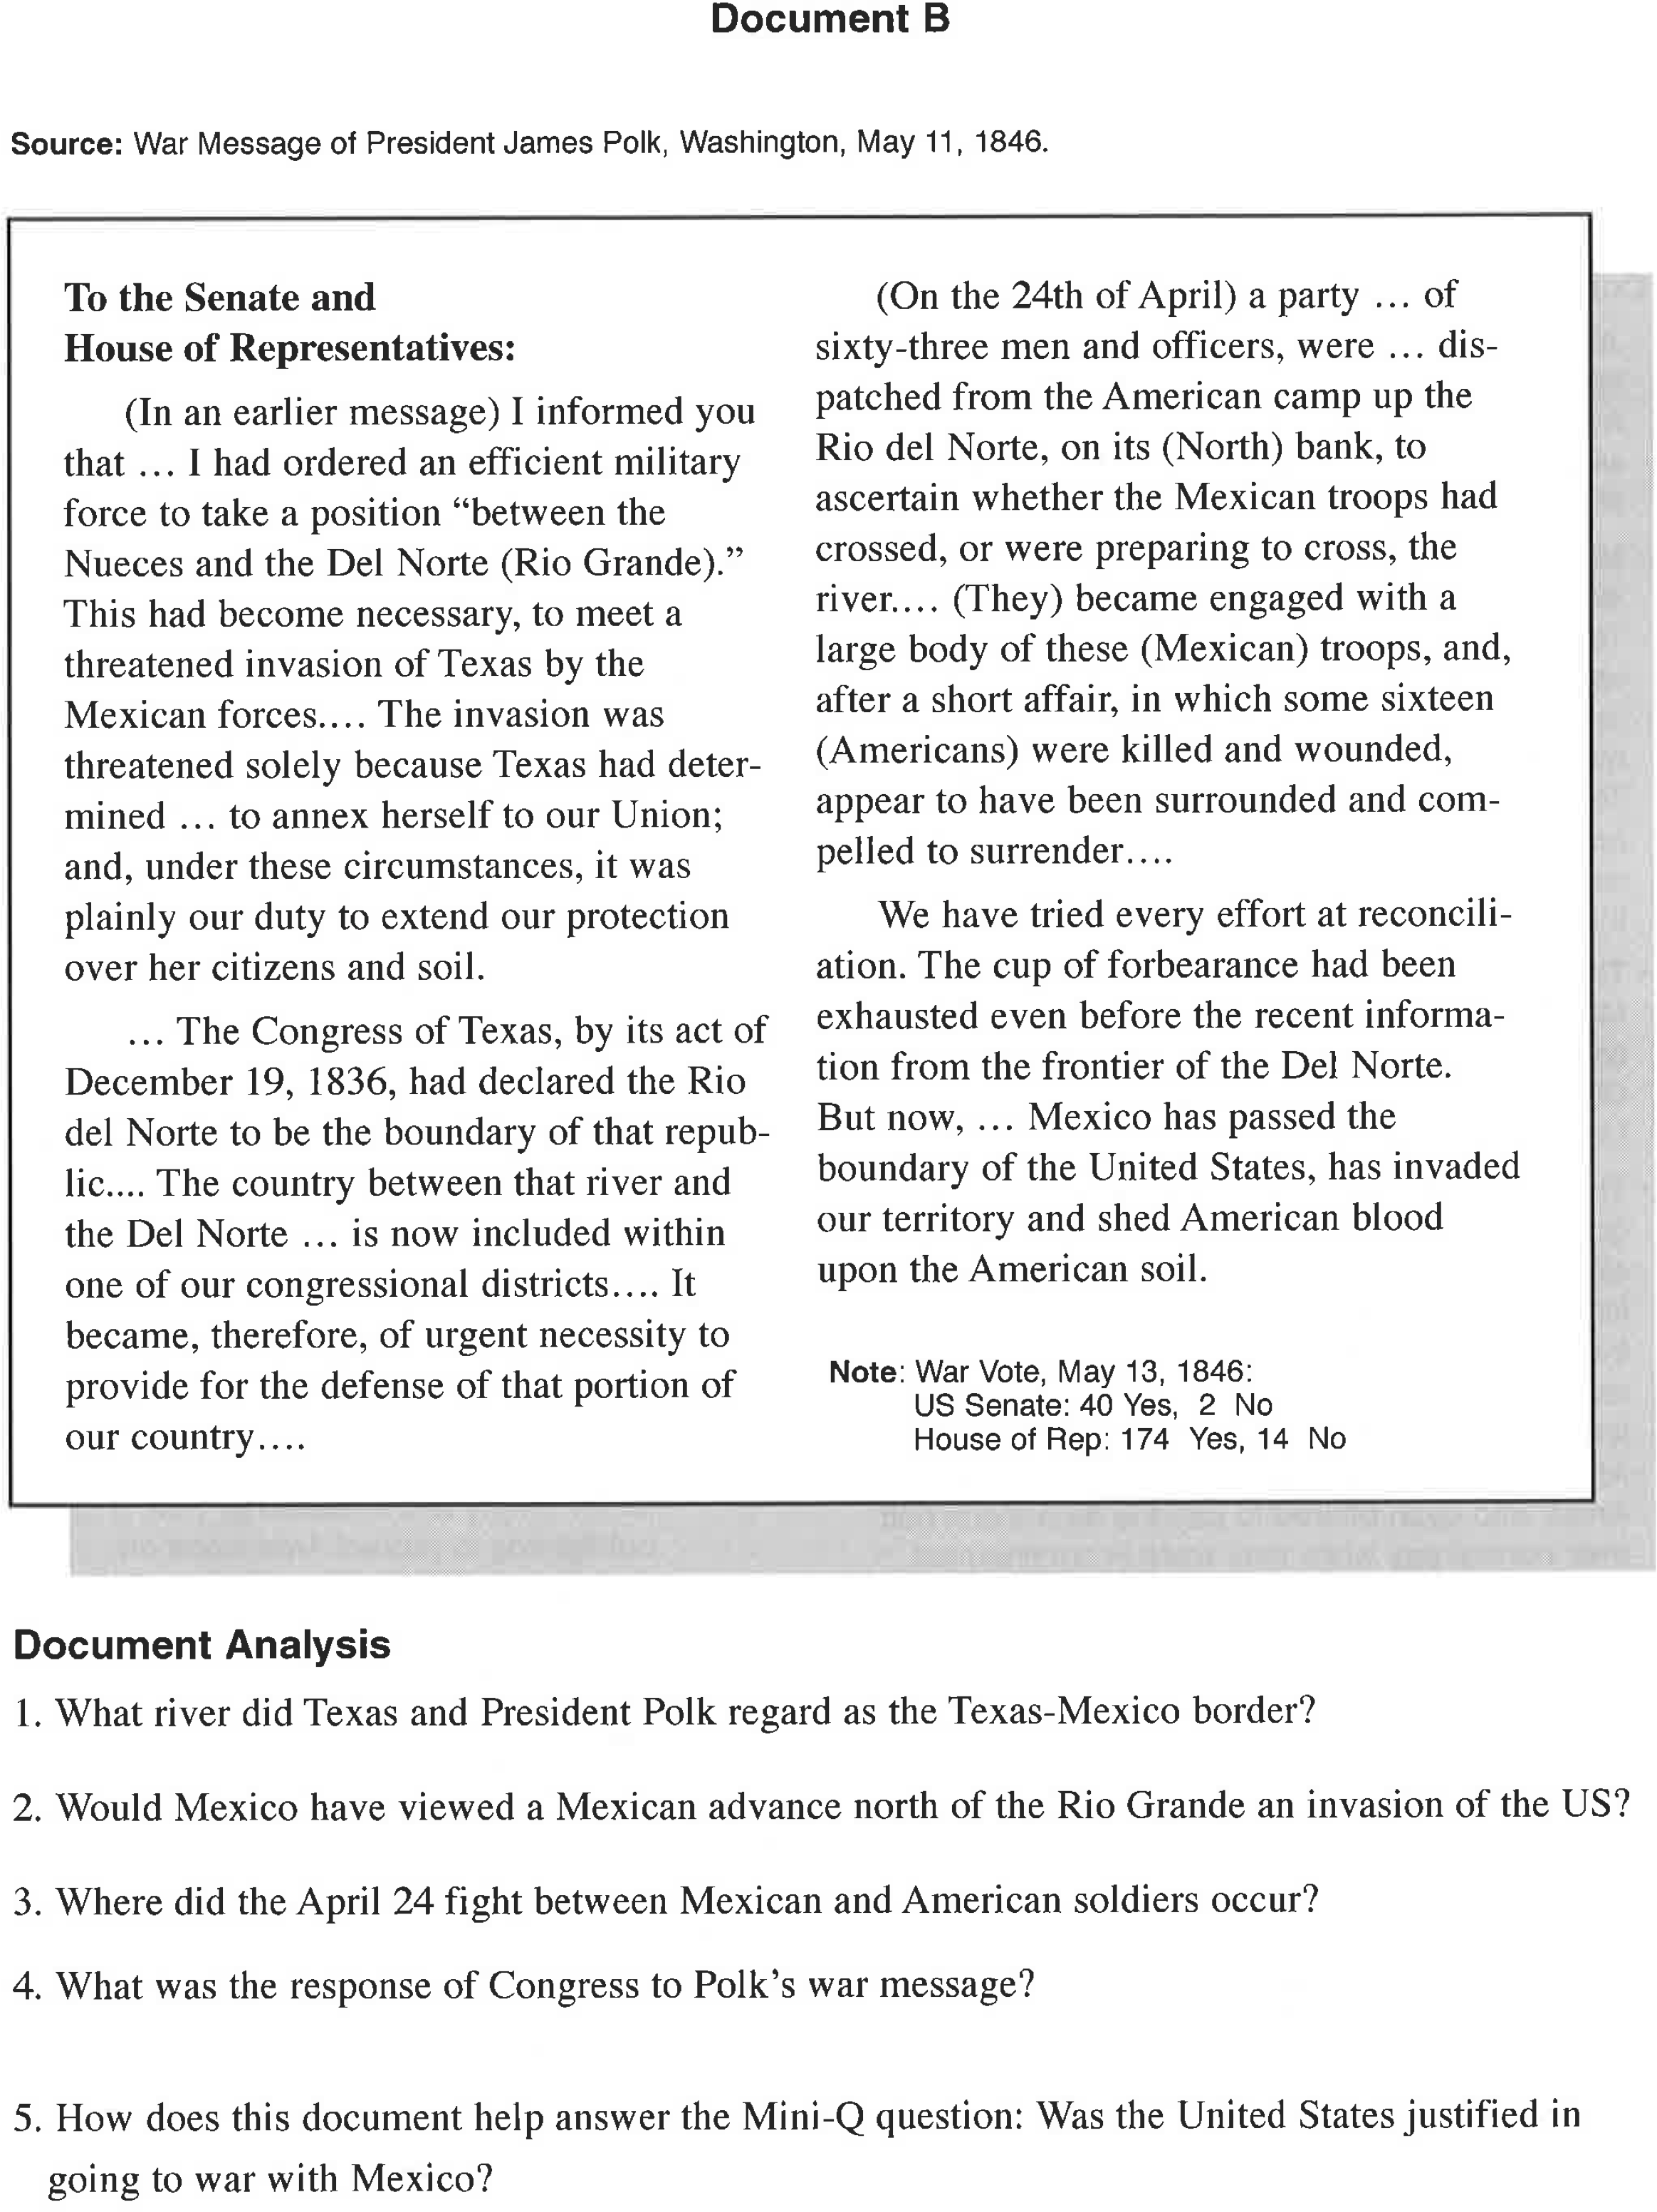 Document B
Source: War Message of President James Polk, Washington, May 11, 1846.
To the Senate and
House of Representatives:
(In an earlier message) I informed you
that ... I had ordered an efficient military
force to take a position “between the
Nueces and the Del Norte (Rio Grande).”
This had become necessary, to meet a
threatened invasion of Texas by the
Mexican forces.... The invasion was
threatened solely because Texas had deter-
mined ... to annex herself to our Union;
and, under these circumstances, it was
plainly our duty to extend our protection
over her citizens and soil.
... The Congress of Texas, by its act of
December 19, 1836, had declared the Rio
del Norte to be the boundary of that repub-
lic.... The country between that river and
the Del Norte ... is now included within
one of our congressional districts.... It
became, therefore, of urgent necessity to
provide for the defense of that portion of
our country....
(On the 24th of April) a party ... of
sixty-three men and officers, were ... dis-
patched from the American camp up the
Rio del Norte, on its (North) bank, to
ascertain whether the Mexican troops had
crossed, or were preparing to cross, the
river.... (They) became engaged with a
large body of these (Mexican) troops, and,
after a short affair, in which some sixteen
(Americans) were killed and wounded,
appear to have been surrounded and com-
pelled to surrender....
We have tried every effort at reconcili-
ation. The cup of forbearance had been
exhausted even before the recent informa-
tion from the frontier of the Del Norte.
But now, ... Mexico has passed the
boundary of the United States, has invaded
our territory and shed American blood
upon the American soil.
Note: War Vote, May 13, 1846:
US Senate: 40 Yes, 2 No
House of Rep: 174 Yes, 14 No
Document Analysis
1. What river did Texas and President Polk regard as the Texas-Mexico border?
2. Would Mexico have viewed a Mexican advance north of the Rio Grande an invasion of the US?
3. Where did the April 24 fight between Mexican and American soldiers occur?
4. What was the response of Congress to Polk’s war message?
5. How does this document help answer the Mini-Q question: Was the United States justified in
going to war with Mexico?